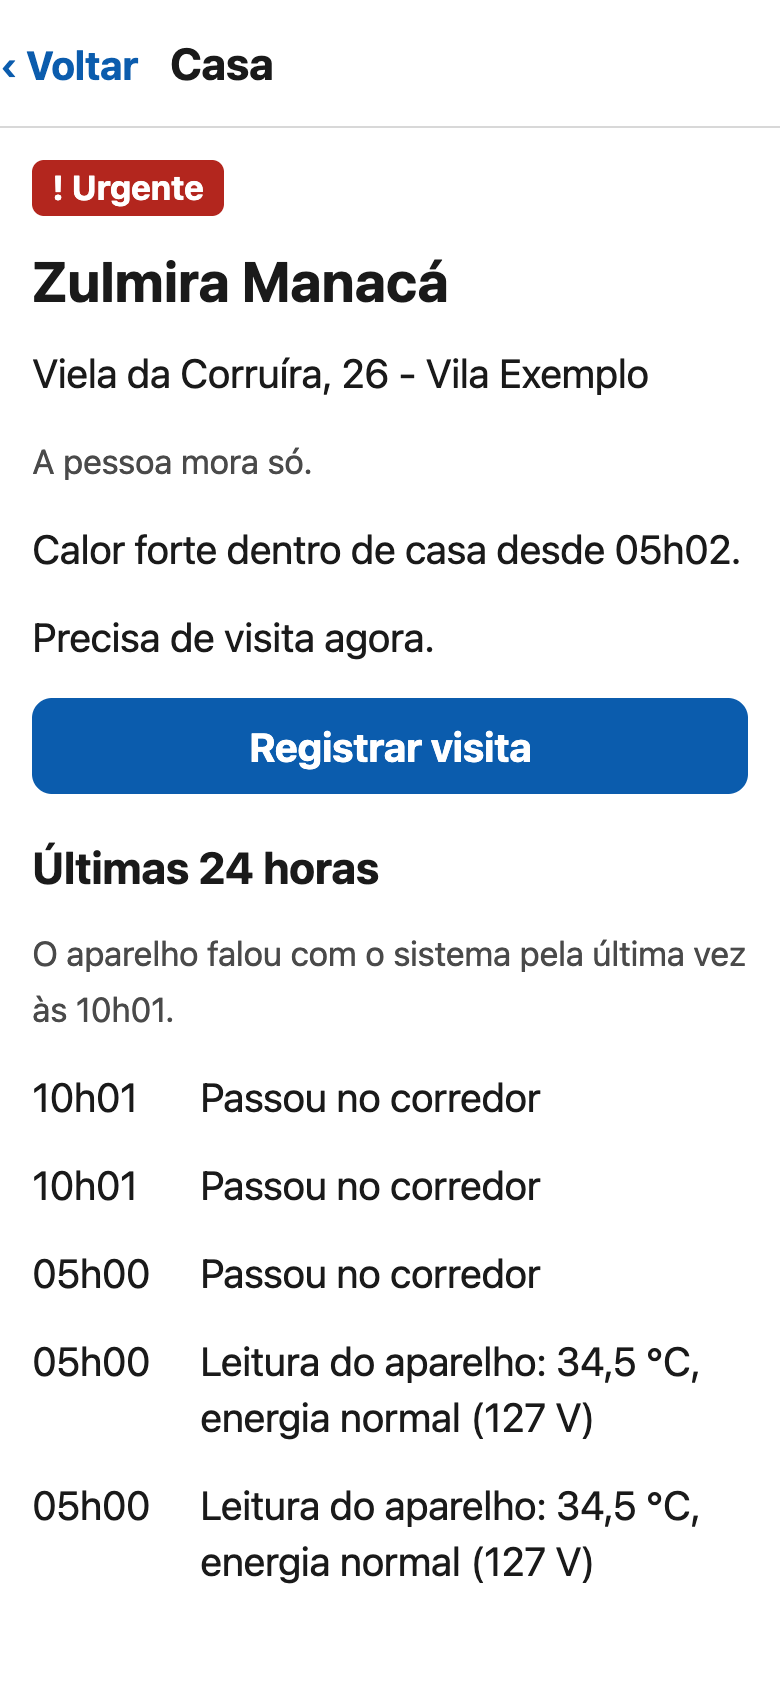 ‹ Voltar Casa
! Urgente
Zulmira Manacá
Viela da Corruíra, 26 - Vila Exemplo
A pessoa mora só.
Calor forte dentro de casa desde 05h02.
Precisa de visita agora.
Registrar visita
Últimas 24 horas
O aparelho falou com o sistema pela última vez
às 10h01.
10h01 Passou no corredor
10h01 Passou no corredor
05h00 Passou no corredor
05h00 Leitura do aparelho: 34,5 °C,
energia normal (127 V)
05h00 Leitura do aparelho: 34,5 °C,
energia normal (127 V)